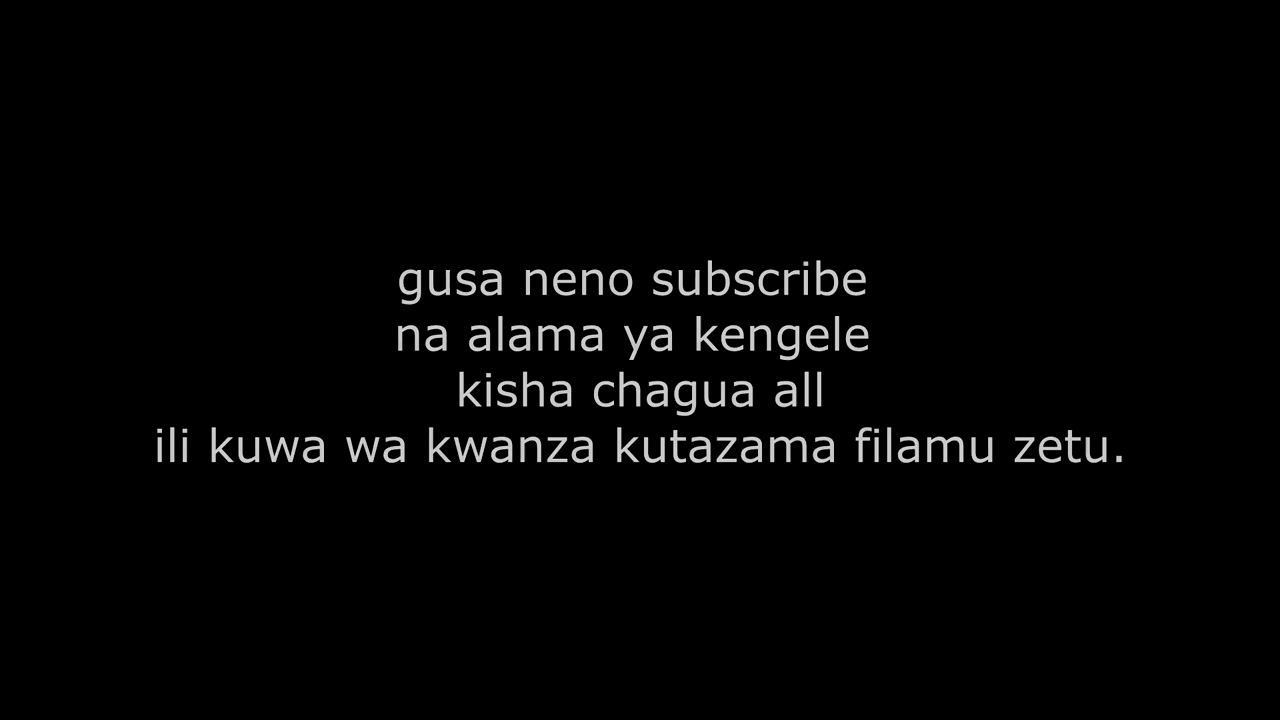 gusa neno subscribe
na alama ya kengele
kisha chagua all
ili kuwa wa kwanza kutazama filamu zetu.